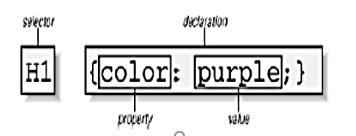 selector declaration
H1 {color: purple;}
property value